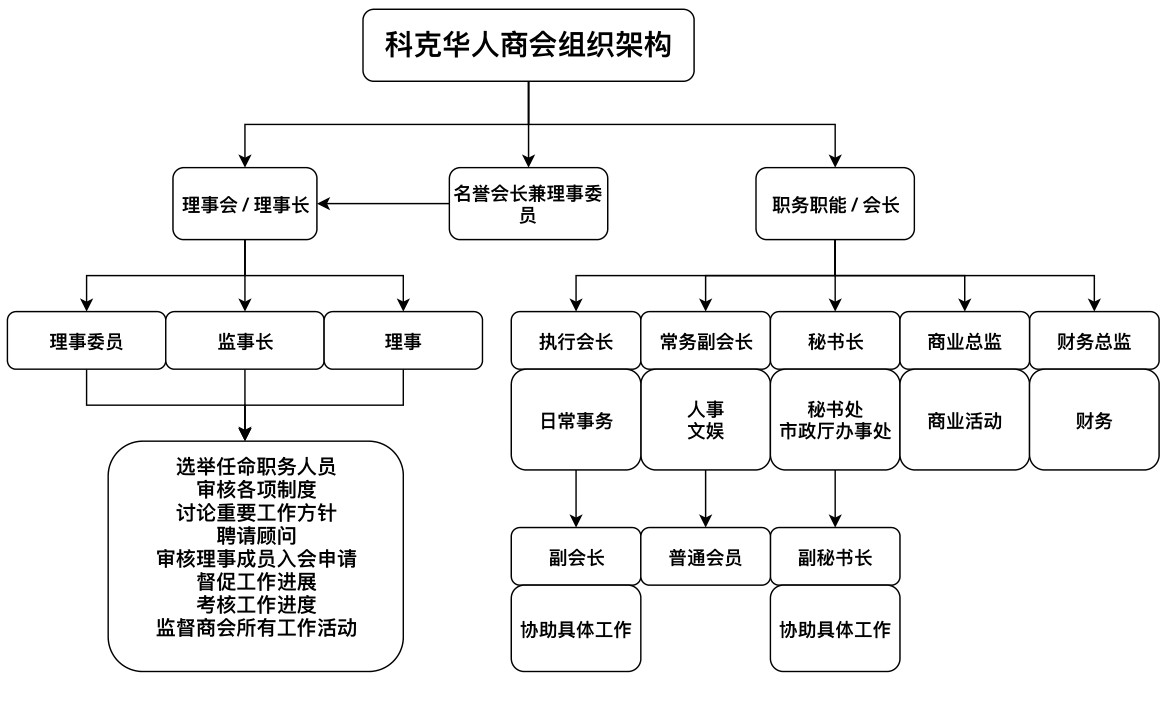 科克华人商会组织架构
理事会 / 理事长
名誉会长兼理事委
员
职务职能 / 会长
理事委员
监事长
理事
执行会长
常务副会长
秘书长
商业总监
财务总监
日常事务
人事
文娱
秘书处
市政厅办事处
商业活动
财务
选举任命职务人员
审核各项制度
讨论重要工作方针
聘请顾问
审核理事成员入会申请
督促工作进展
考核工作进度
监督商会所有工作活动
副会长
普通会员
副秘书长
协助具体工作
协助具体工作